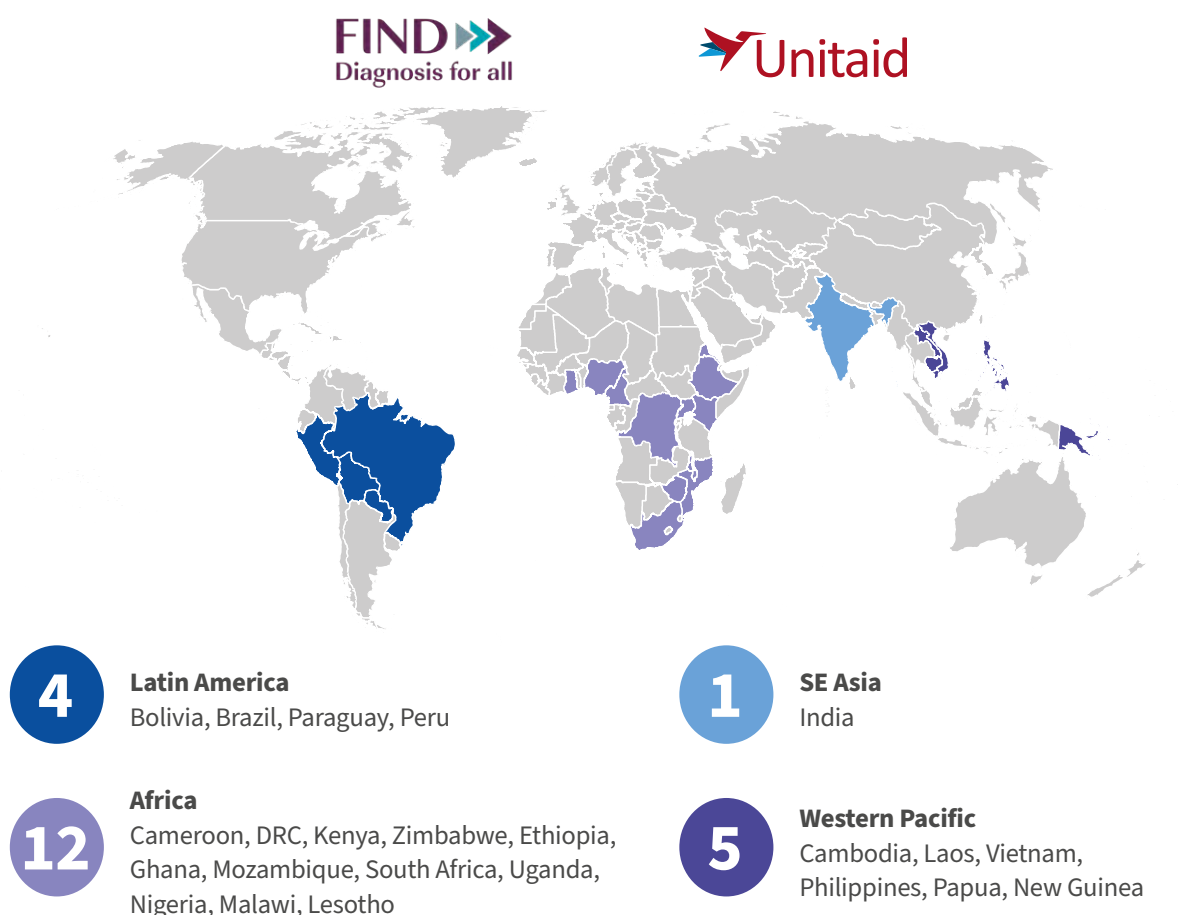 FIND
Diagnosis for all
Unitaid
4
Latin America
Bolivia, Brazil, Paraguay, Peru
1
SE Asia
India
12
Africa
Cameroon, DRC, Kenya, Zimbabwe, Ethiopia,
Ghana, Mozambique, South Africa, Uganda,
Nigeria, Malawi, Lesotho
5
Western Pacific
Cambodia, Laos, Vietnam,
Philippines, Papua, New Guinea